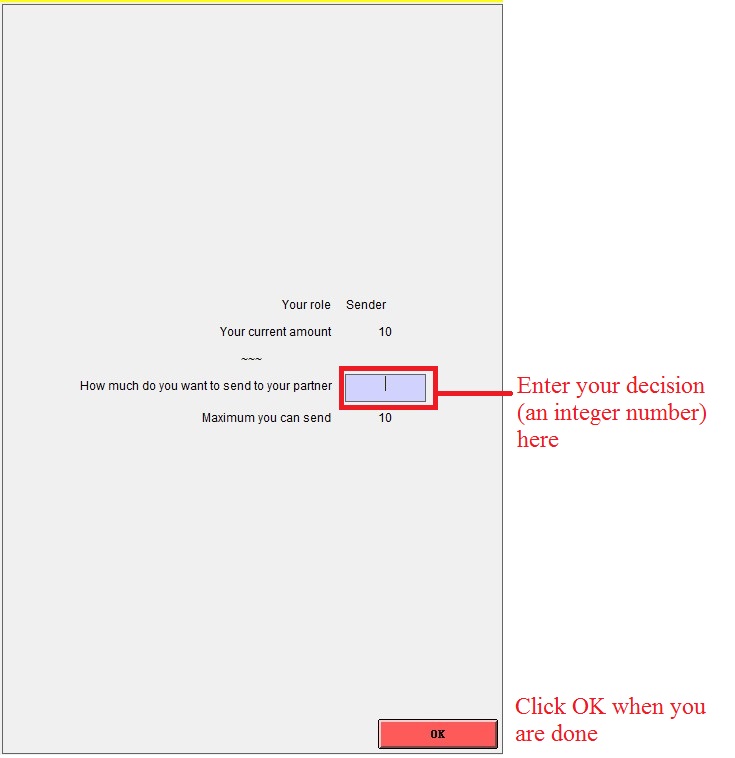 Your role Sender
Your current amount 10
~~~
How much do you want to send to your partner
Maximum you can send 10
Enter your decision
(an integer number)
here
OK
Click OK when you
are done